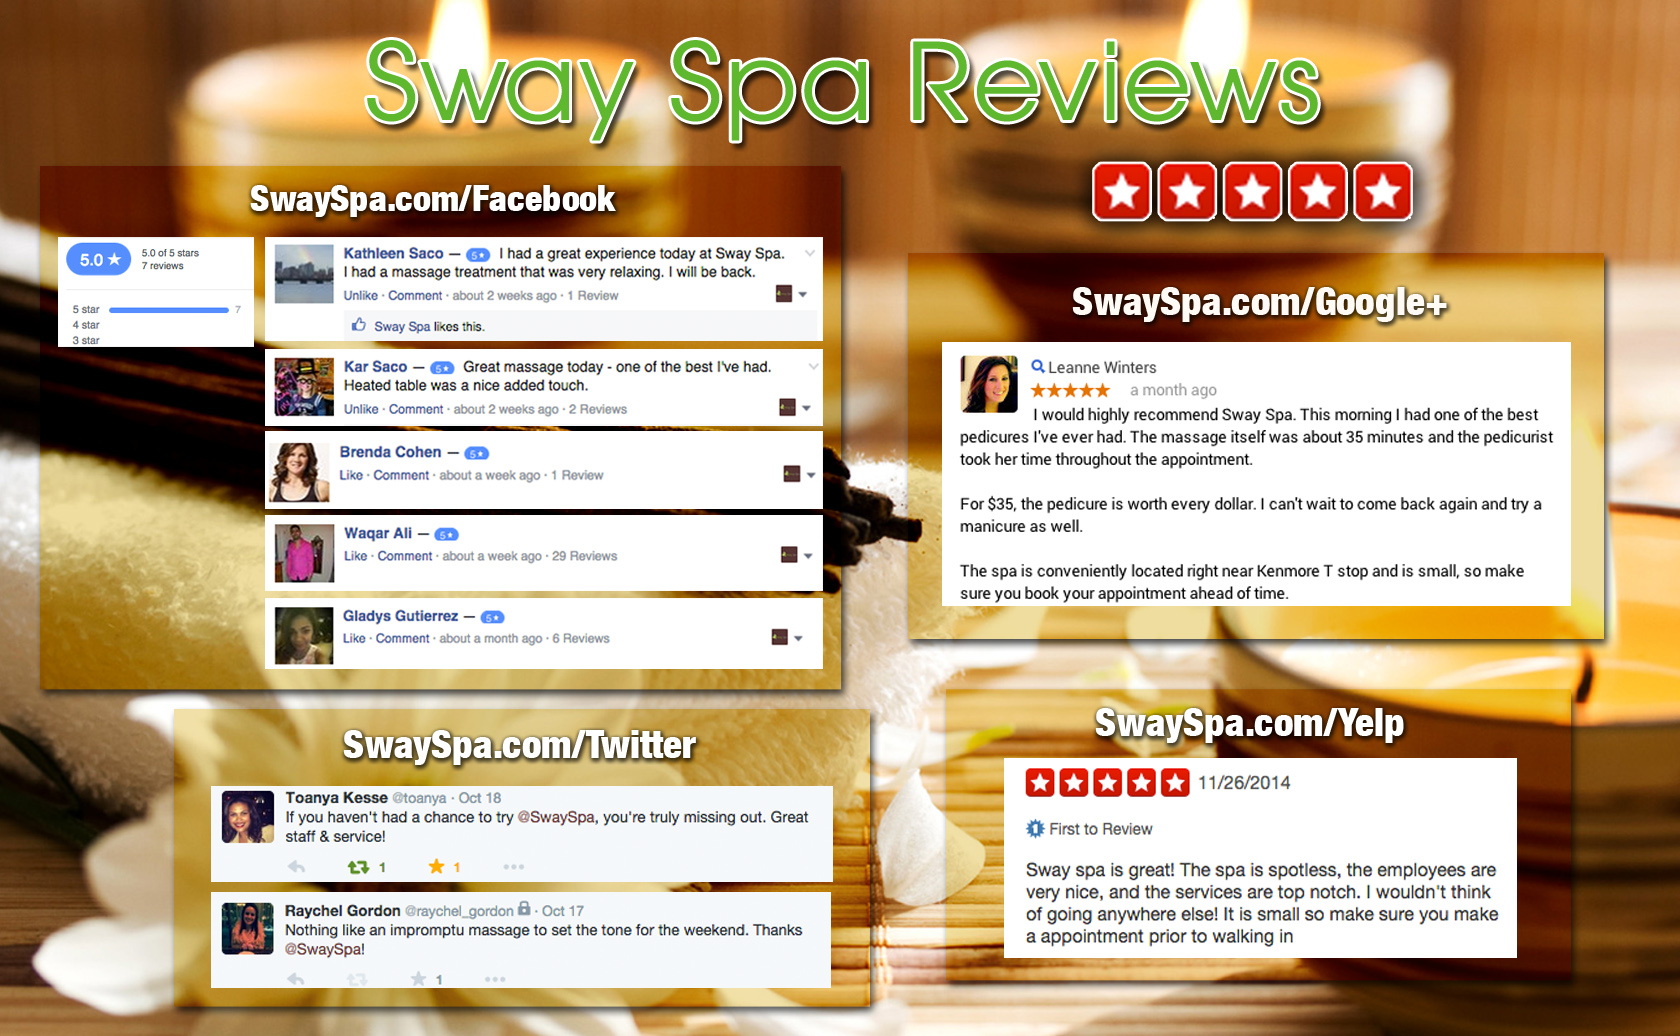 Sway Spa Reviews
SwaySpa.com/Facebook
5.0 ★
5.0 of 5 stars
7 reviews
5 star 7
4 star
3 star
Kathleen Saco — 5★ I had a great experience today at Sway Spa.
I had a massage treatment that was very relaxing. I will be back.
Unlike · Comment · about 2 weeks ago · 1 Review
Sway Spa likes this.
Kar Saco — 5★ Great massage today - one of the best I've had.
Heated table was a nice added touch.
Unlike · Comment · about 2 weeks ago · 2 Reviews
Brenda Cohen — 5★
Like · Comment · about a week ago · 1 Review
Waqar Ali — 5★
Like · Comment · about a week ago · 29 Reviews
Gladys Gutierrez — 5★
Like · Comment · about a month ago · 6 Reviews
SwaySpa.com/Google+
Leanne Winters
★★★★★ a month ago
I would highly recommend Sway Spa. This morning I had one of the best
pedicures I've ever had. The massage itself was about 35 minutes and the pedicurist
took her time throughout the appointment.
For $35, the pedicure is worth every dollar. I can't wait to come back again and try a
manicure as well.
The spa is conveniently located right near Kenmore T stop and is small, so make
sure you book your appointment ahead of time.
SwaySpa.com/Twitter
Toanya Kesse @toanya · Oct 18
If you haven't had a chance to try @SwaySpa, you're truly missing out. Great
staff & service!
1 1
Raychel Gordon @raychel_gordon · Oct 17
Nothing like an impromptu massage to set the tone for the weekend. Thanks
@SwaySpa!
1
SwaySpa.com/Yelp
11/26/2014
1 First to Review
Sway spa is great! The spa is spotless, the employees are
very nice, and the services are top notch. I wouldn't think
of going anywhere else! It is small so make sure you make
a appointment prior to walking in